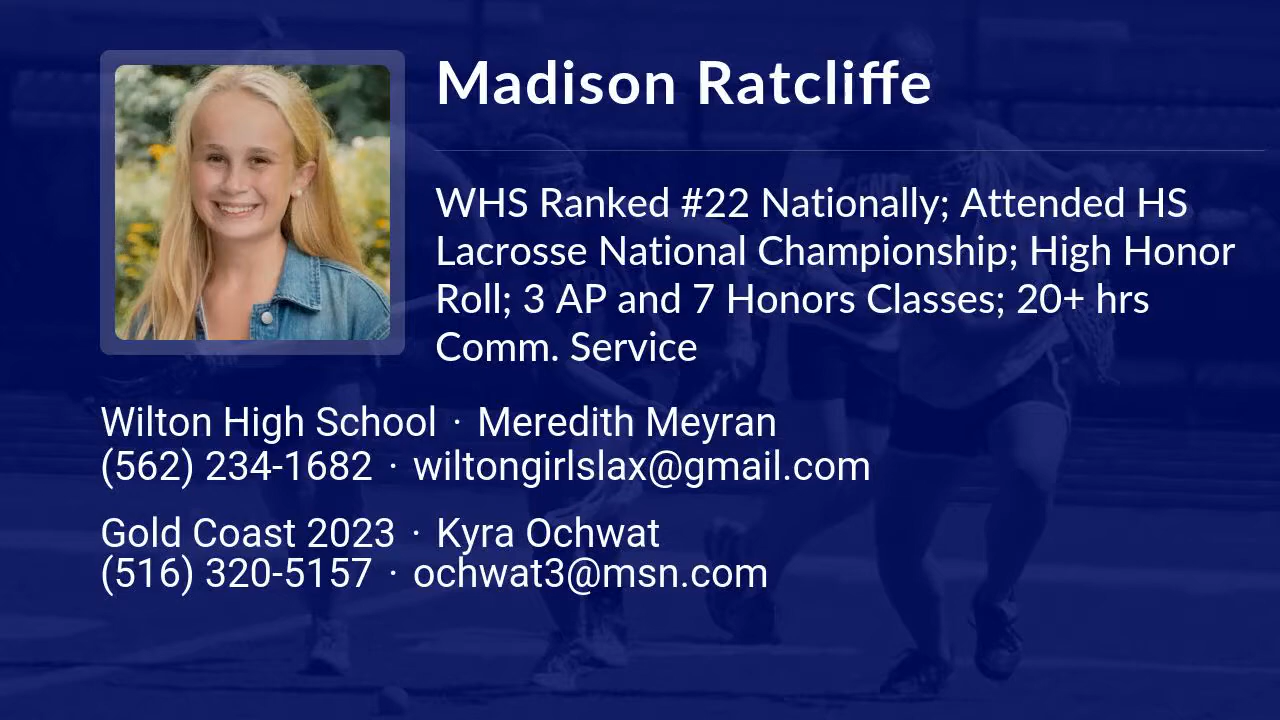 Madison Ratcliffe
WHS Ranked #22 Nationally; Attended HS
Lacrosse National Championship; High Honor
Roll; 3 AP and 7 Honors Classes; 20+ hrs
Comm. Service
Wilton High School · Meredith Meyran
(562) 234-1682 · wiltongirlslax@gmail.com
Gold Coast 2023 · Kyra Ochwat
(516) 320-5157 · ochwat3@msn.com